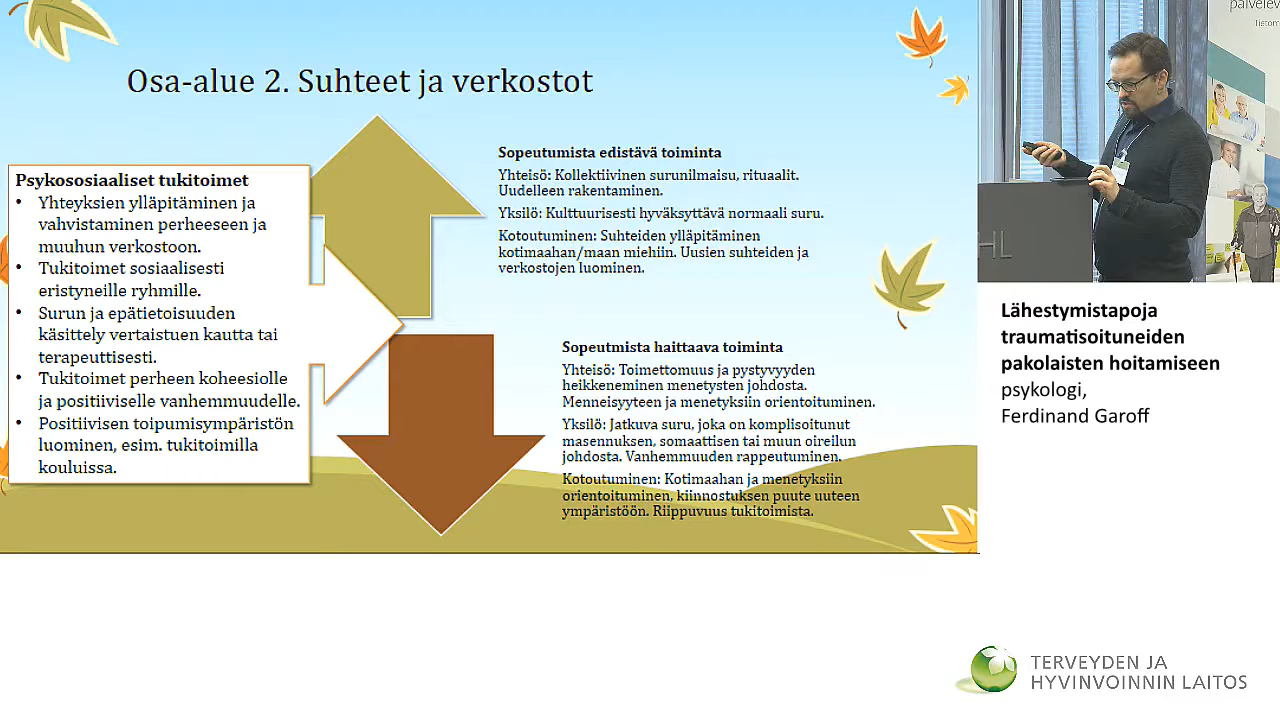 Osa-alue 2. Suhteet ja verkostot
Psykososiaaliset tukitoimet
• Yhteyksien ylläpitäminen ja
vahvistaminen perheeseen ja
muuhun verkostoon.
• Tukitoimet sosiaalisesti
eristyneille ryhmille.
• Surun ja epätietoisuuden
käsittely vertaistuen kautta tai
terapeuttisesti.
• Tukitoimet perheen koheesiolle
ja positiiviselle vanhemmuudelle.
• Positiivisen toipumisympäristön
luominen, esim. tukitoimilla
kouluissa.
Sopeutumista edistävä toiminta
Yhteisö: Kollektiivinen surunilmaisu, rituaalit.
Uudelleen rakentaminen.
Yksilö: Kulttuurisesti hyväksyttävä normaali suru.
Kotoutuminen: Suhteiden ylläpitäminen
kotimaahan/maan miehiin. Uusien suhteiden ja
verkostojen luominen.
Sopeutmista haittaava toiminta
Yhteisö: Toimettomuus ja pystyvyyden
heikkeneminen menetysten johdosta.
Menneisyyteen ja menetyksiin orientoituminen.
Yksilö: Jatkuva suru, joka on komplisoitunut
masennuksen, somaattisen tai muun oireilun
johdosta. Vanhemmuuden rappeutuminen.
Kotoutuminen: Kotimaahan ja menetyksiin
orientoituminen, kiinnostuksen puute uuteen
ympäristöön. Riippuvuus tukitoimista.
palvelev
HL
Lähestymistapoja
traumatisoituneiden
pakolaisten hoitamiseen
psykologi,
Ferdinand Garoff
TERVEYDEN JA
HYVINVOINNIN LAITOS